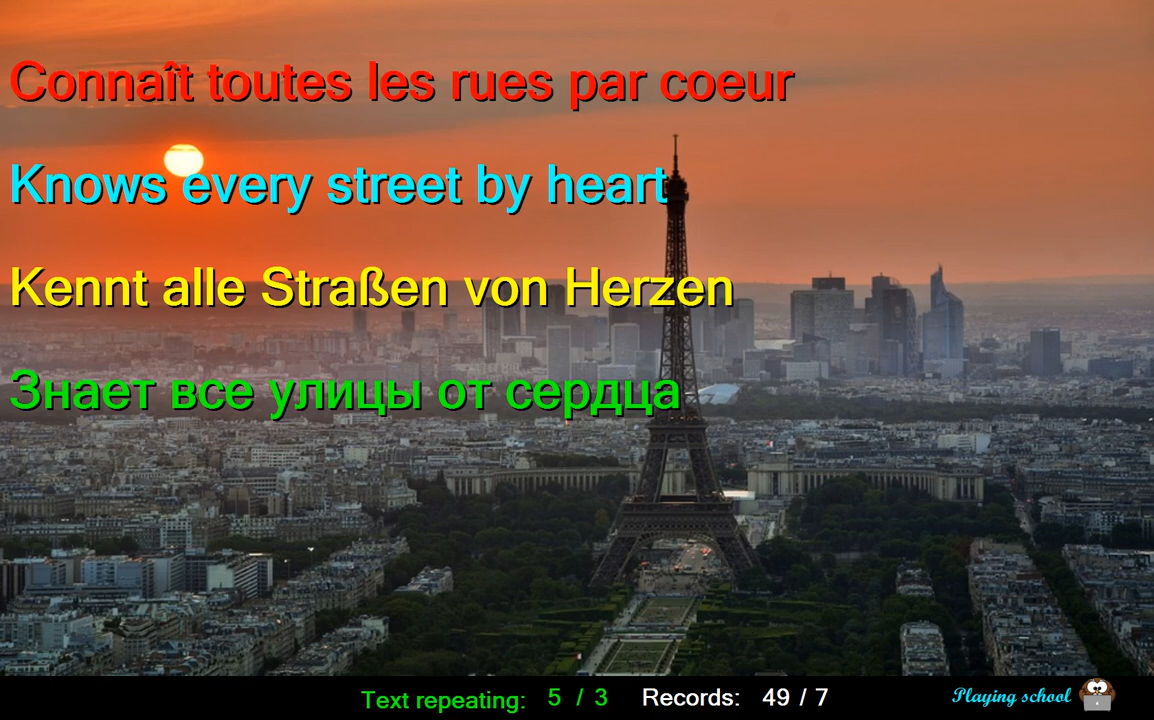 Connaît toutes les rues par coeur
Knows every street by heart
Kennt alle Straßen von Herzen
Знает все улицы от сердца
Text repeating: 5 / 3 Records: 49 / 7 Playing school